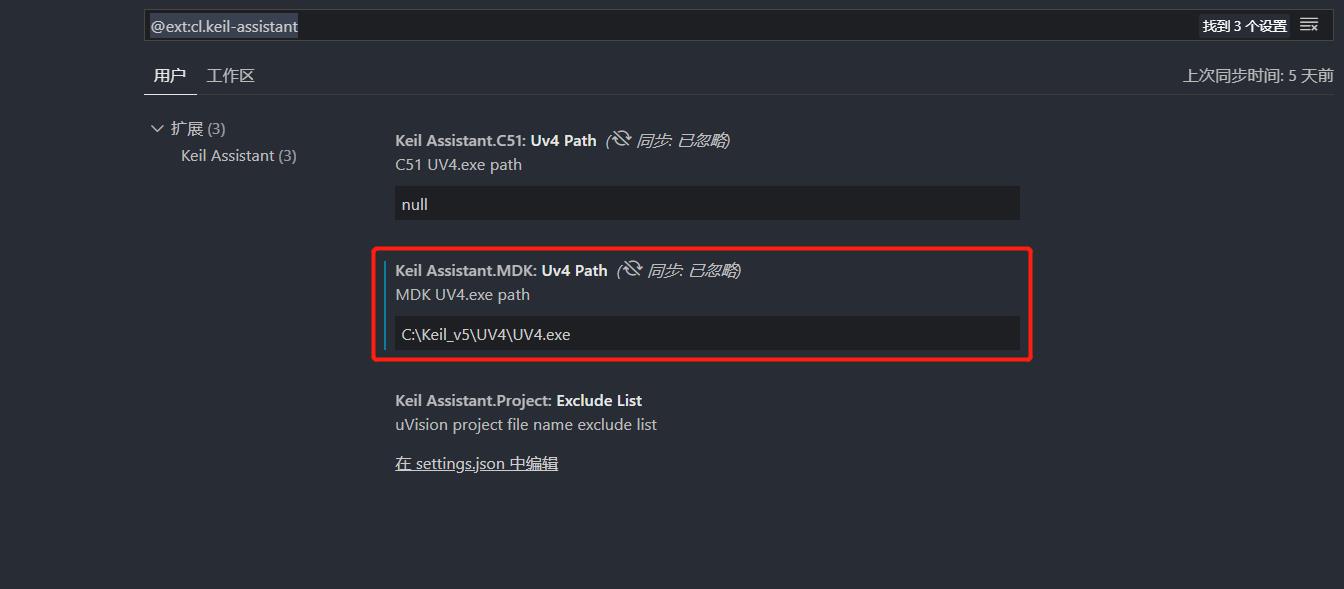 @ext:cl.keil-assistant
找到 3 个设置
用户 工作区
上次同步时间: 5 天前
扩展 (3)
Keil Assistant (3)
Keil Assistant.C51: Uv4 Path (同步: 已忽略)
C51 UV4.exe path
null
Keil Assistant.MDK: Uv4 Path (同步: 已忽略)
MDK UV4.exe path
C:\Keil_v5\UV4\UV4.exe
Keil Assistant.Project: Exclude List
uVision project file name exclude list
在 settings.json 中编辑